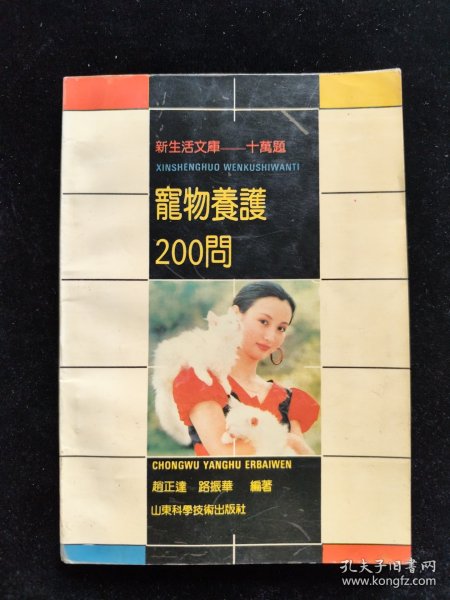 新生活文庫——十萬題
XINSHENGHUO WENKUSHIWANTI
寵物養護
200問
CHONGWU YANGHU ERBAIWEN
趙正達 路振華 編著
山東科學技術出版社
孔夫子旧书网
www.kongfz.com